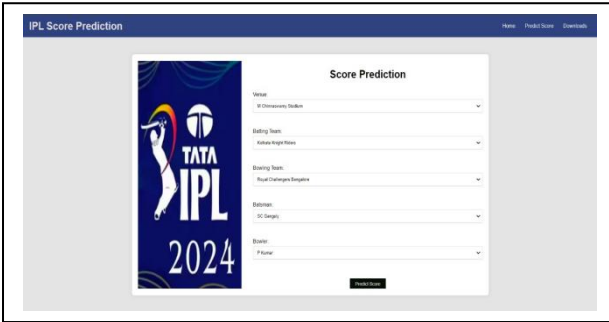 IPL Score Prediction
Home Predict Score Downloads
TATA
IPL
2024
Score Prediction
Venue:
M Chinnaswamy Stadium
Batting Team:
Kolkata Knight Riders
Bowling Team:
Royal Challengers Bangalore
Batsman:
SC Ganguly
Bowler:
P Kumar
Predict Score